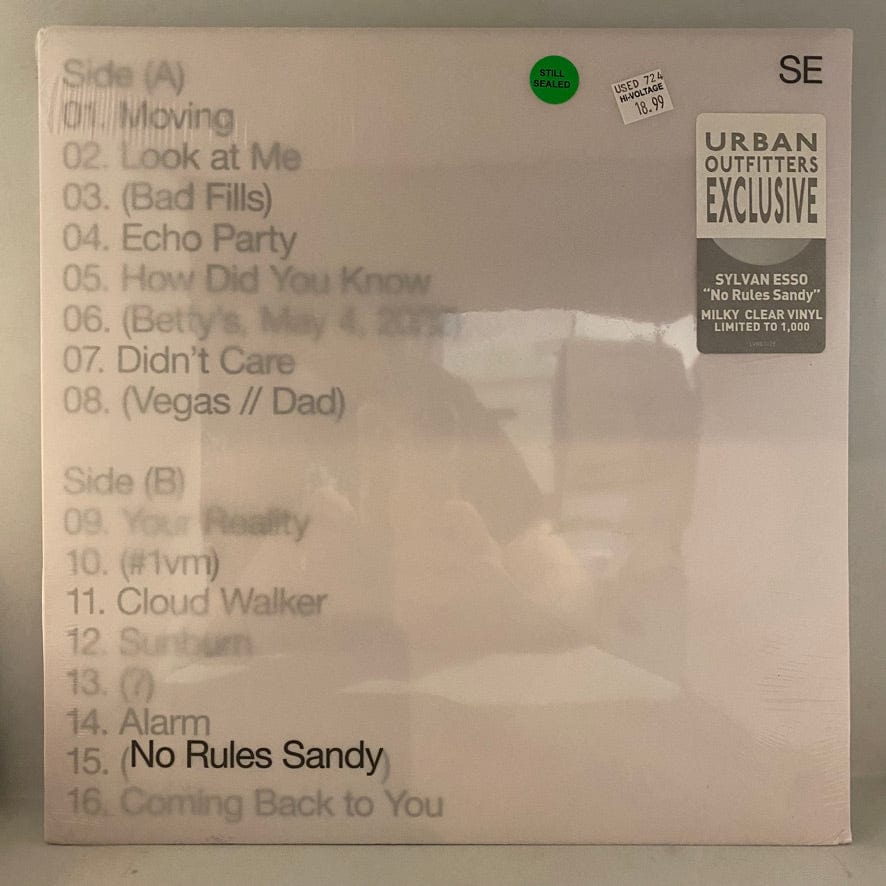 Side (A)
01. Moving
02. Look at Me
03. (Bad Fills)
04. Echo Party
05. How Did You Know
06. (Betty's, May 4,
07. Didn't Care
08. (Vegas // Dad)
Side (B)
09. Your Reality
10. (#1vm)
11. Cloud Walker
12. Sunburn
13. (?)
14. Alarm
15. (No Rules Sandy)
16. Coming Back to You
STILL
SEALED
USED 724
HI-VOLTAGE
18.99
SE
URBAN
OUTFITTERS
EXCLUSIVE
SYLVAN ESSO
"No Rules Sandy"
MILKY CLEAR VINYL
LIMITED TO 1,000